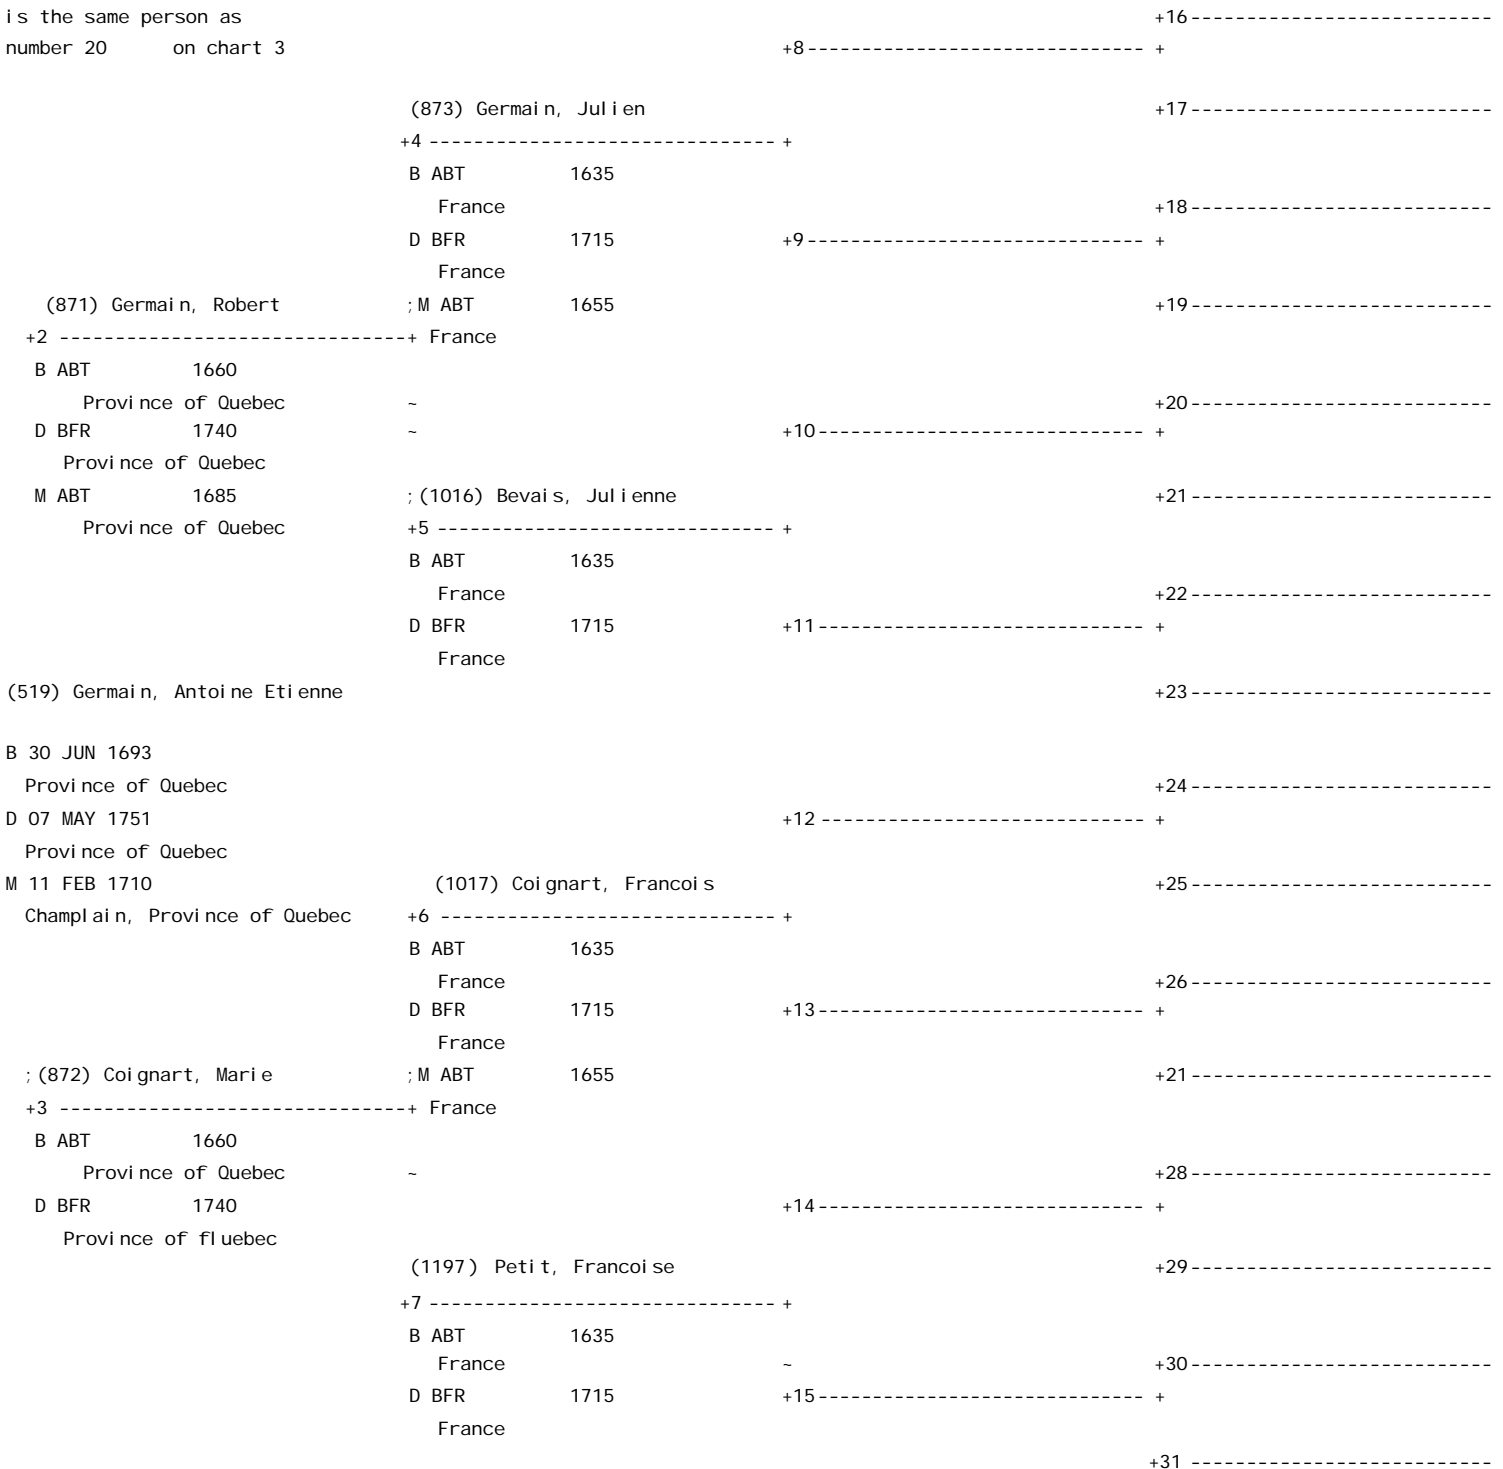 is the same person as +16---------------------------
number 20 on chart 3 +8------------------------------ +
(873) Germain, Julien +17---------------------------
+4 ------------------------------- +
B ABT 1635
France +18---------------------------
D BFR 1715 +9------------------------------ +
France
(871) Germain, Robert ;M ABT 1655 +19---------------------------
+2 -------------------------------+ France
B ABT 1660
Province of Quebec ~ +20---------------------------
D BFR 1740 ~ +10----------------------------- +
Province of Quebec
M ABT 1685 ;(1016) Bevais, Julienne +21---------------------------
Province of Quebec +5 ------------------------------ +
B ABT 1635
France +22---------------------------
D BFR 1715 +11----------------------------- +
France
(519) Germain, Antoine Etienne +23---------------------------
B 30 JUN 1693
Province of Quebec +24---------------------------
D 07 MAY 1751 +12 ----------------------------- +
Province of Quebec
M 11 FEB 1710 (1017) Coignart, Francois +25---------------------------
Champlain, Province of Quebec +6 ------------------------------ +
B ABT 1635
France +26---------------------------
D BFR 1715 +13----------------------------- +
France
;(872) Coignart, Marie ;M ABT 1655 +21---------------------------
+3 -------------------------------+ France
B ABT 1660
Province of Quebec ~ +28---------------------------
D BFR 1740 +14----------------------------- +
Province of fluebec
(1197) Petit, Francoise +29---------------------------
+7 ------------------------------- +
B ABT 1635
France ~ +30---------------------------
D BFR 1715 +15----------------------------- +
France
+31 ---------------------------